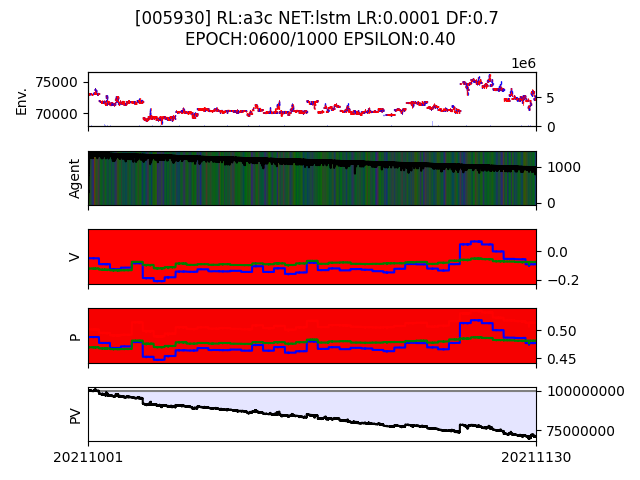 [005930] RL:a3c NET:lstm LR:0.0001 DF:0.7
EPOCH:0600/1000 EPSILON:0.40
1e6
75000
70000
Env.
5
0
Agent
1000
0
V
0.0
−0.2
P
0.50
0.45
PV
100000000
75000000
20211001
20211130